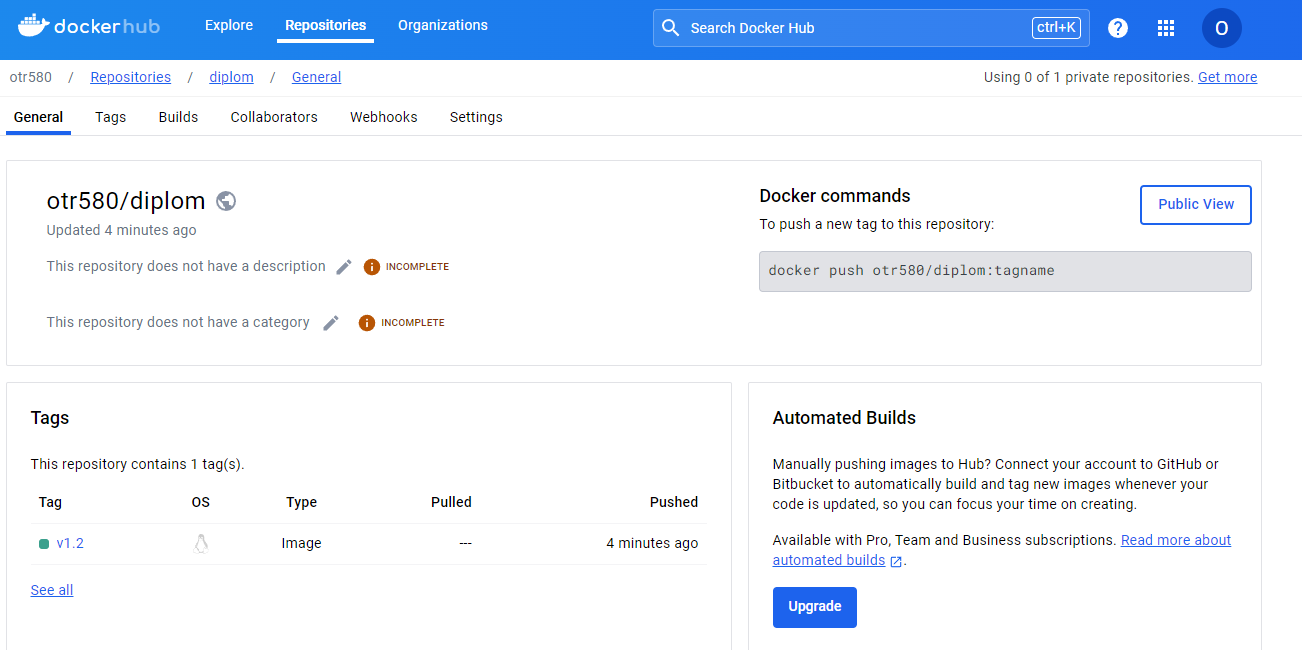 dockerhub
Explore
Repositories
Organizations
Search Docker Hub
ctrl+K
?
O
otr580 / Repositories / diplom / General
Using 0 of 1 private repositories. Get more
General
Tags
Builds
Collaborators
Webhooks
Settings
otr580/diplom
Updated 4 minutes ago
This repository does not have a description
INCOMPLETE
This repository does not have a category
INCOMPLETE
Docker commands
Public View
To push a new tag to this repository:
docker push otr580/diplom:tagname
Tags
This repository contains 1 tag(s).
Tag OS Type Pulled Pushed
v1.2 Image --- 4 minutes ago
See all
Automated Builds
Manually pushing images to Hub? Connect your account to GitHub or
Bitbucket to automatically build and tag new images whenever your
code is updated, so you can focus your time on creating.
Available with Pro, Team and Business subscriptions. Read more about
automated builds .
Upgrade